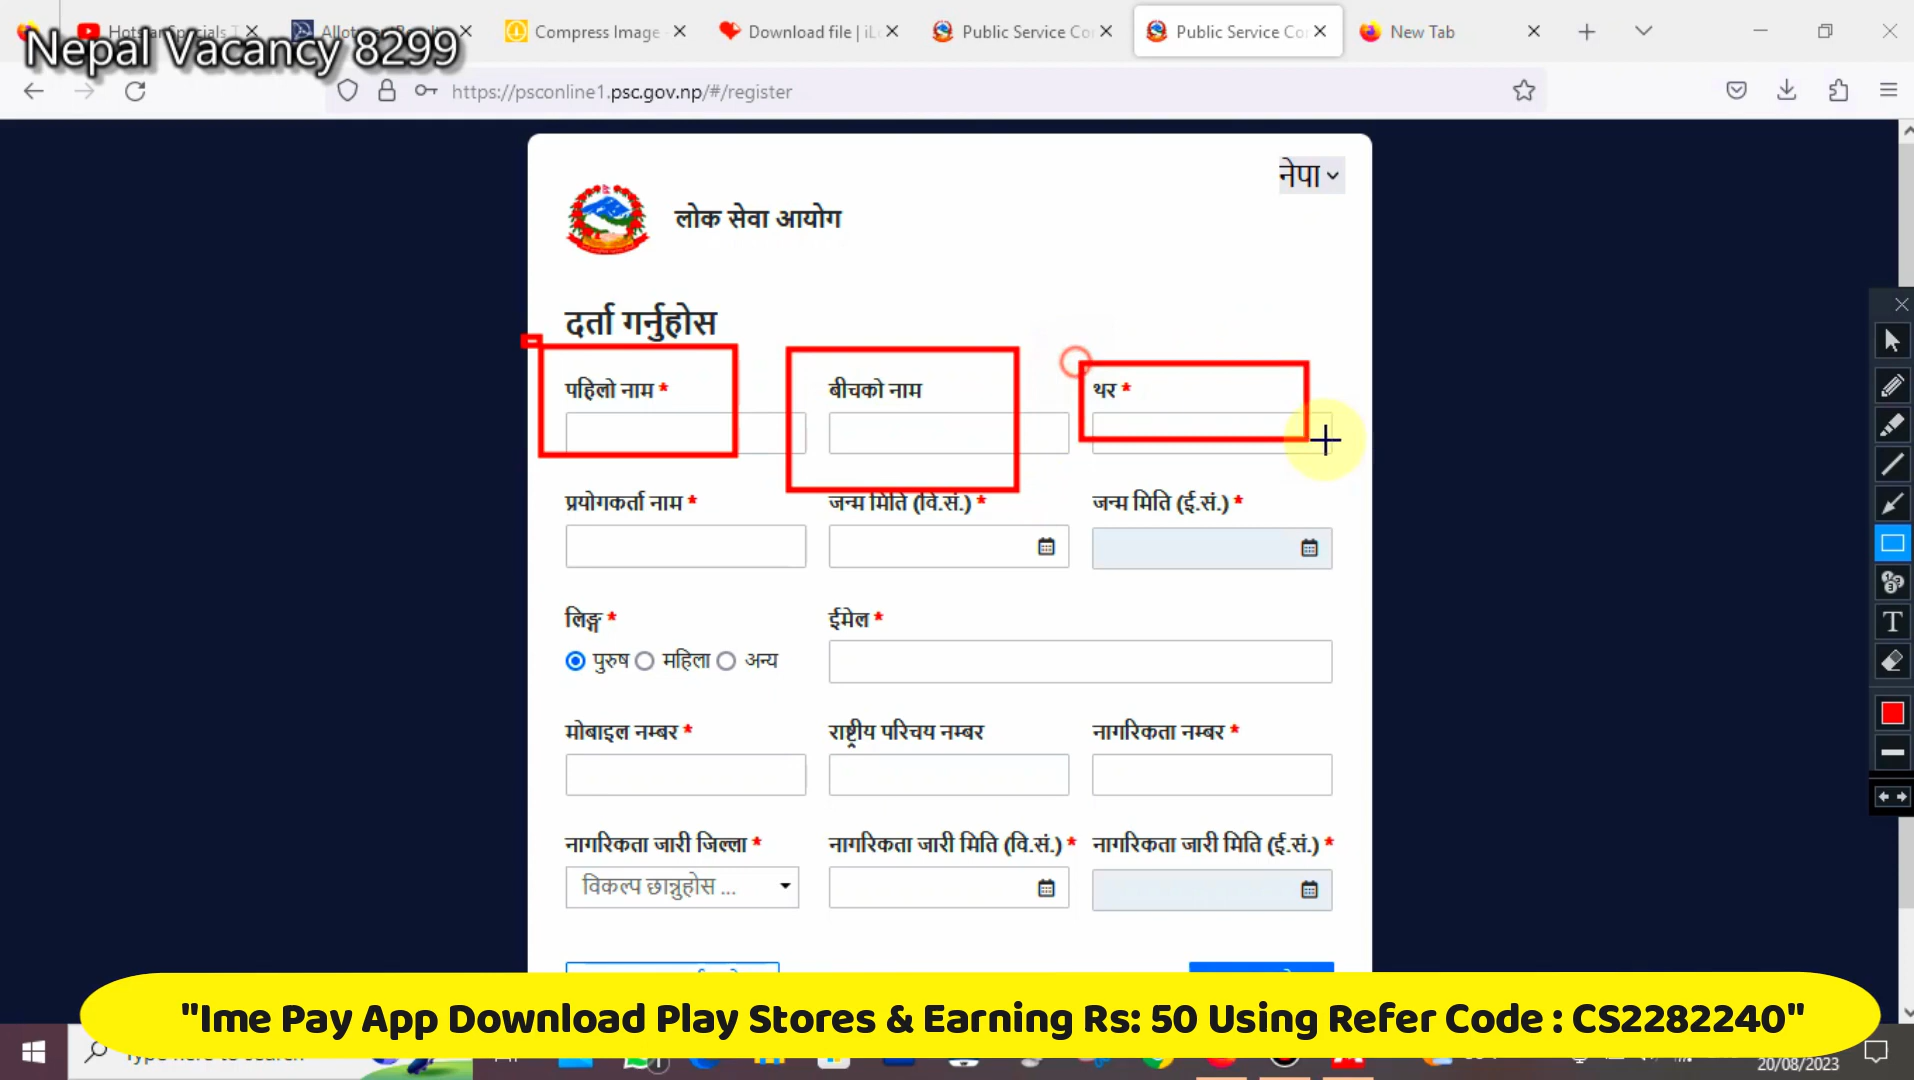 Nepal Vacancy 8299
Compress Image
Download file | iL
Public Service Co
Public Service Co
New Tab
https://psconline1.psc.gov.np/#/register
नेपा
लोक सेवा आयोग
दर्ता गर्नुहोस
पहिलो नाम *
बीचको नाम
थर *
प्रयोगकर्ता नाम *
जन्म मिति (वि.सं.) *
जन्म मिति (ई.सं.) *
लिङ्ग *
ईमेल *
पुरुष महिला अन्य
मोबाइल नम्बर *
राष्ट्रीय परिचय नम्बर
नागरिकता नम्बर *
नागरिकता जारी जिल्ला *
नागरिकता जारी मिति (वि.सं.) *
नागरिकता जारी मिति (ई.सं.) *
विकल्प छान्नुहोस ...
"Ime Pay App Download Play Stores & Earning Rs: 50 Using Refer Code : CS2282240"
20/08/2023